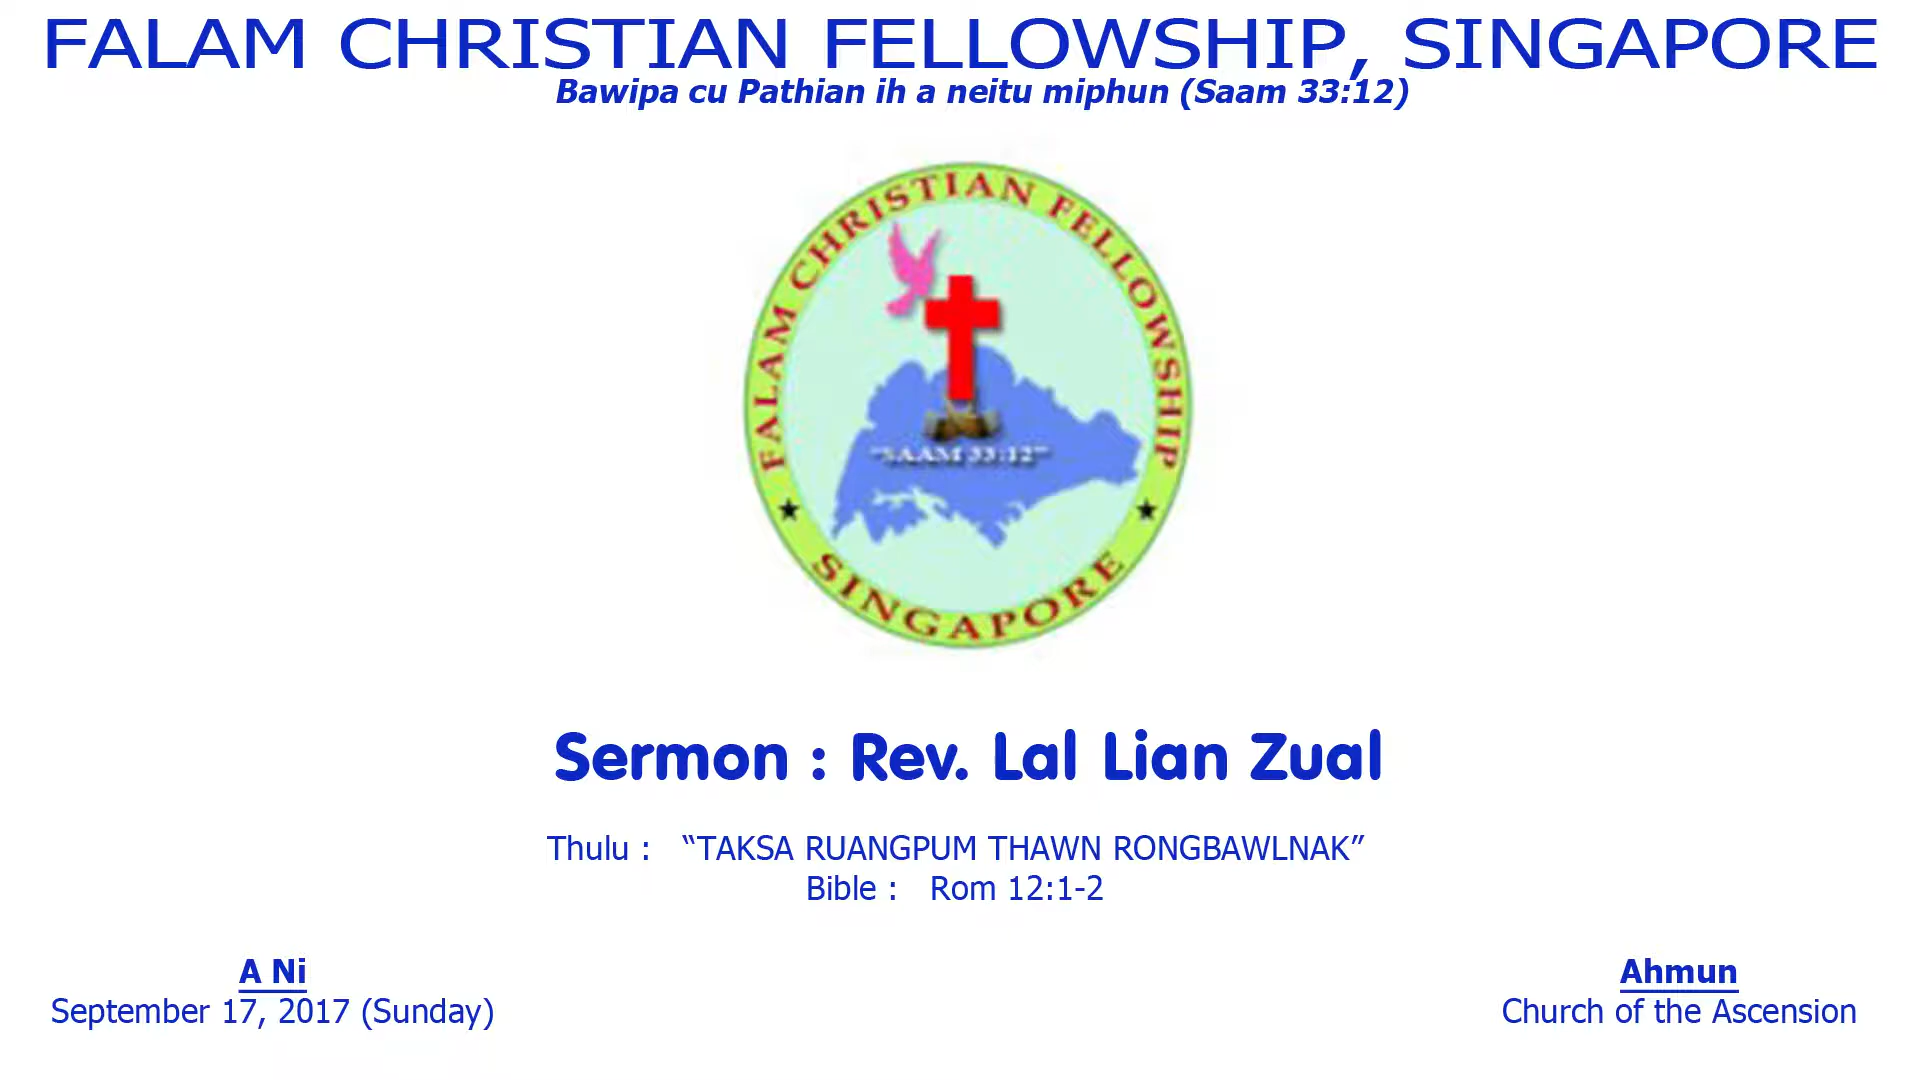 FALAM CHRISTIAN FELLOWSHIP, SINGAPORE
Bawipa cu Pathian ih a neitu miphun (Saam 33:12)
FALAM CHRISTIAN FELLOWSHIP
"SAAM 33:12"
★ SINGAPORE ★
Sermon : Rev. Lal Lian Zual
Thulu : “TAKSA RUANGPUM THAWN RONGBAWLNAK”
Bible : Rom 12:1-2
A Ni
September 17, 2017 (Sunday)
Ahmun
Church of the Ascension